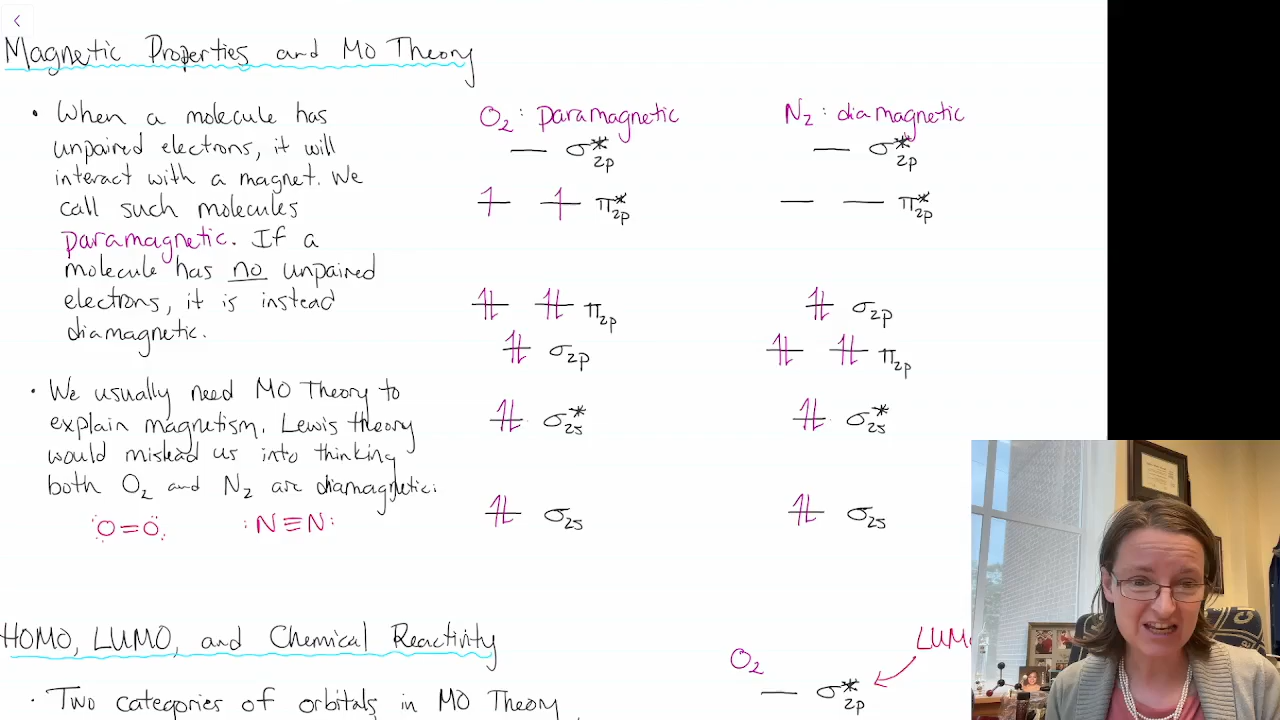 Magnetic Properties and MO Theory
• When a molecule has
unpaired electrons, it will
interact with a magnet. We
call such molecules
paramagnetic. If a
molecule has no unpaired
electrons, it is instead
diamagnetic.
• We usually need MO Theory to
explain magnetism. Lewis theory
would mislead us into thinking
both O₂ and N₂ are diamagnetic:
:Ö=Ö:
:N≡N:
O₂: paramagnetic
σ*2p
π*2p
π2p
σ2p
σ*2s
σ2s
N₂: diamagnetic
σ*2p
π*2p
σ2p
π2p
σ*2s
σ2s
HOMO, LUMO, and Chemical Reactivity
• Two categories of orbitals in MO Theory
O₂
LUMO
σ*2p